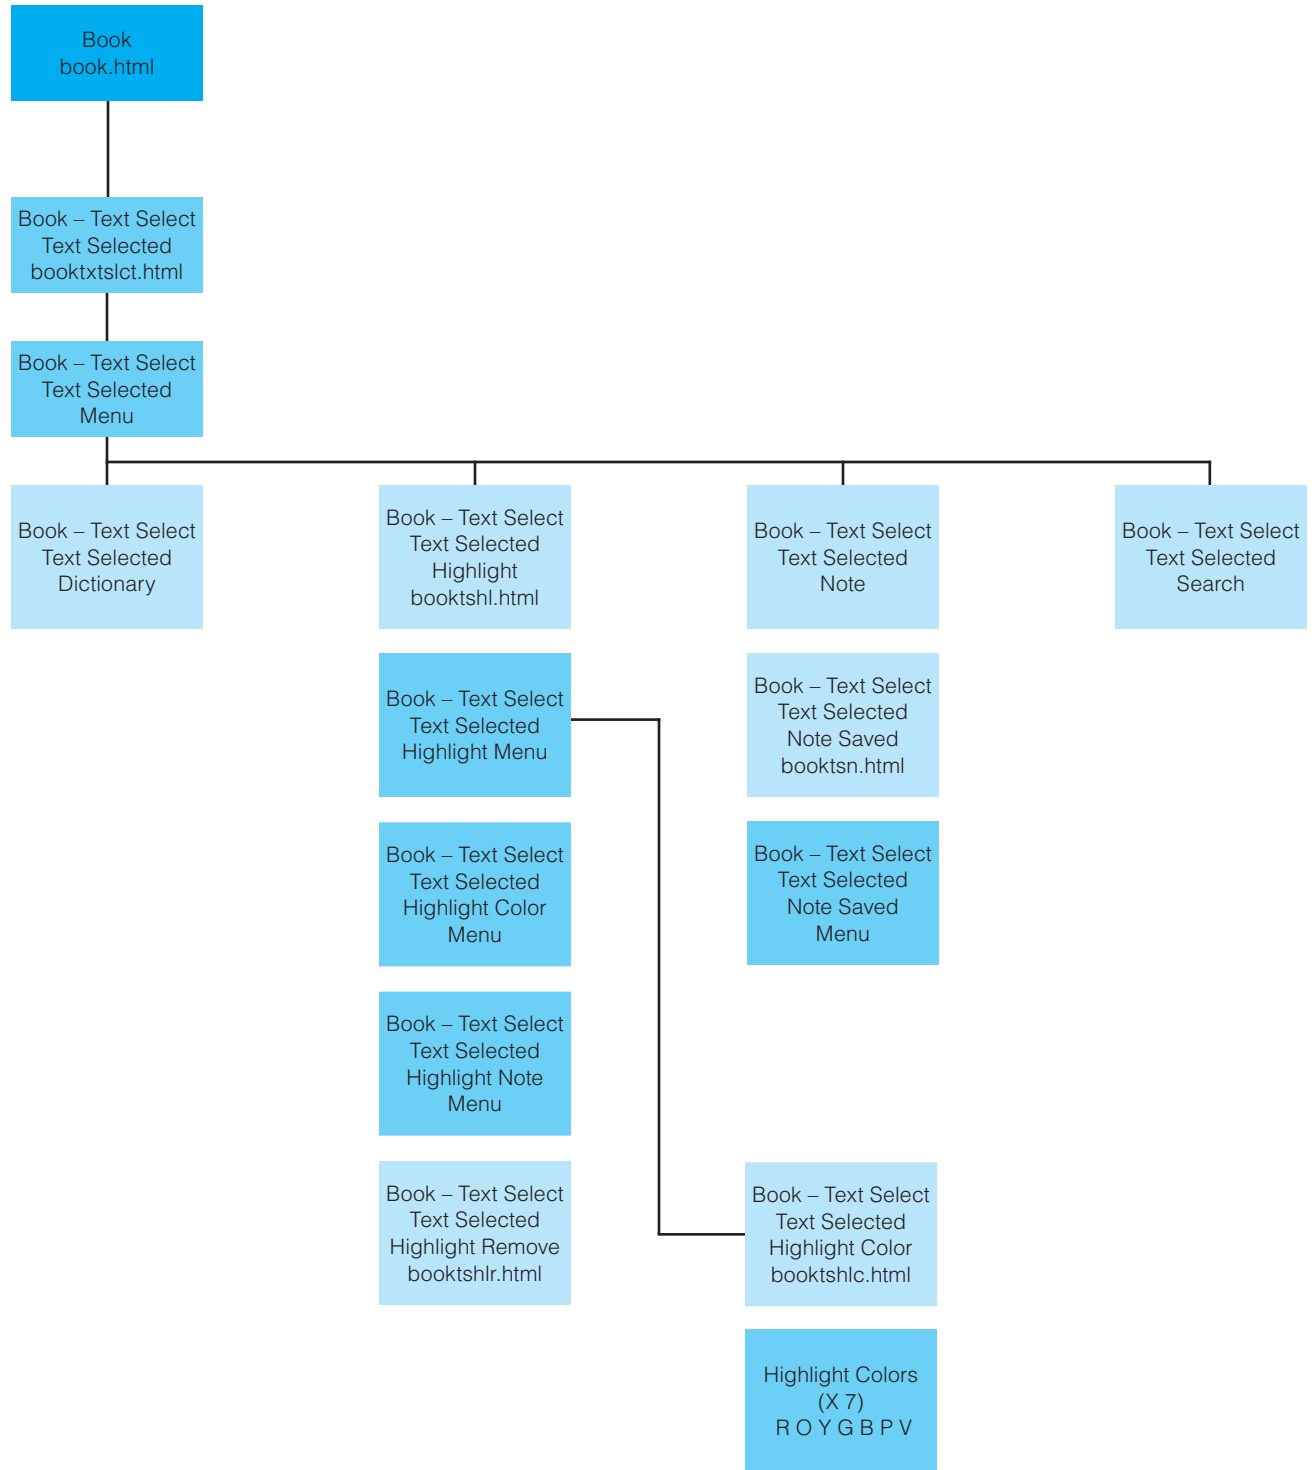 Book
book.html
Book – Text Select
Text Selected
booktxtslct.html
Book – Text Select
Text Selected
Menu
Book – Text Select
Text Selected
Dictionary
Book – Text Select
Text Selected
Highlight
booktshl.html
Book – Text Select
Text Selected
Note
Book – Text Select
Text Selected
Search
Book – Text Select
Text Selected
Highlight Menu
Book – Text Select
Text Selected
Note Saved
booktsn.html
Book – Text Select
Text Selected
Highlight Color
Menu
Book – Text Select
Text Selected
Note Saved
Menu
Book – Text Select
Text Selected
Highlight Note
Menu
Book – Text Select
Text Selected
Highlight Remove
booktshlr.html
Book – Text Select
Text Selected
Highlight Color
booktshlc.html
Highlight Colors
(X 7)
R O Y G B P V